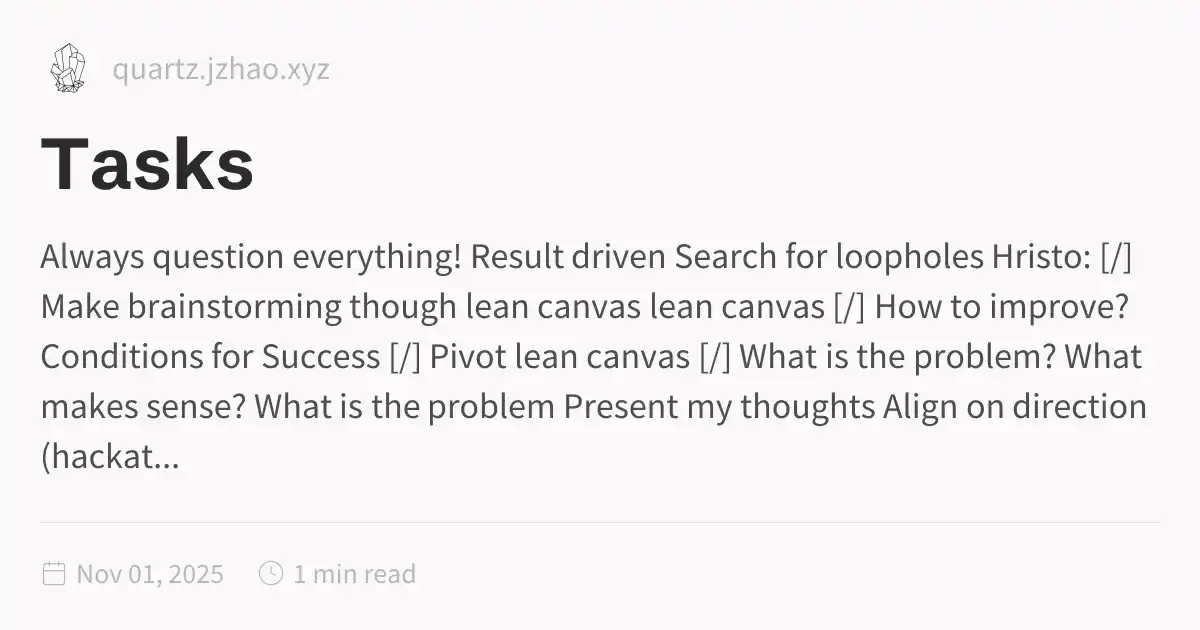 quartz.jzhao.xyz
Tasks
Always question everything! Result driven Search for loopholes Hristo: [/]
Make brainstorming though lean canvas lean canvas [/] How to improve?
Conditions for Success [/] Pivot lean canvas [/] What is the problem? What
makes sense? What is the problem Present my thoughts Align on direction
(hackat...
Nov 01, 2025 1 min read